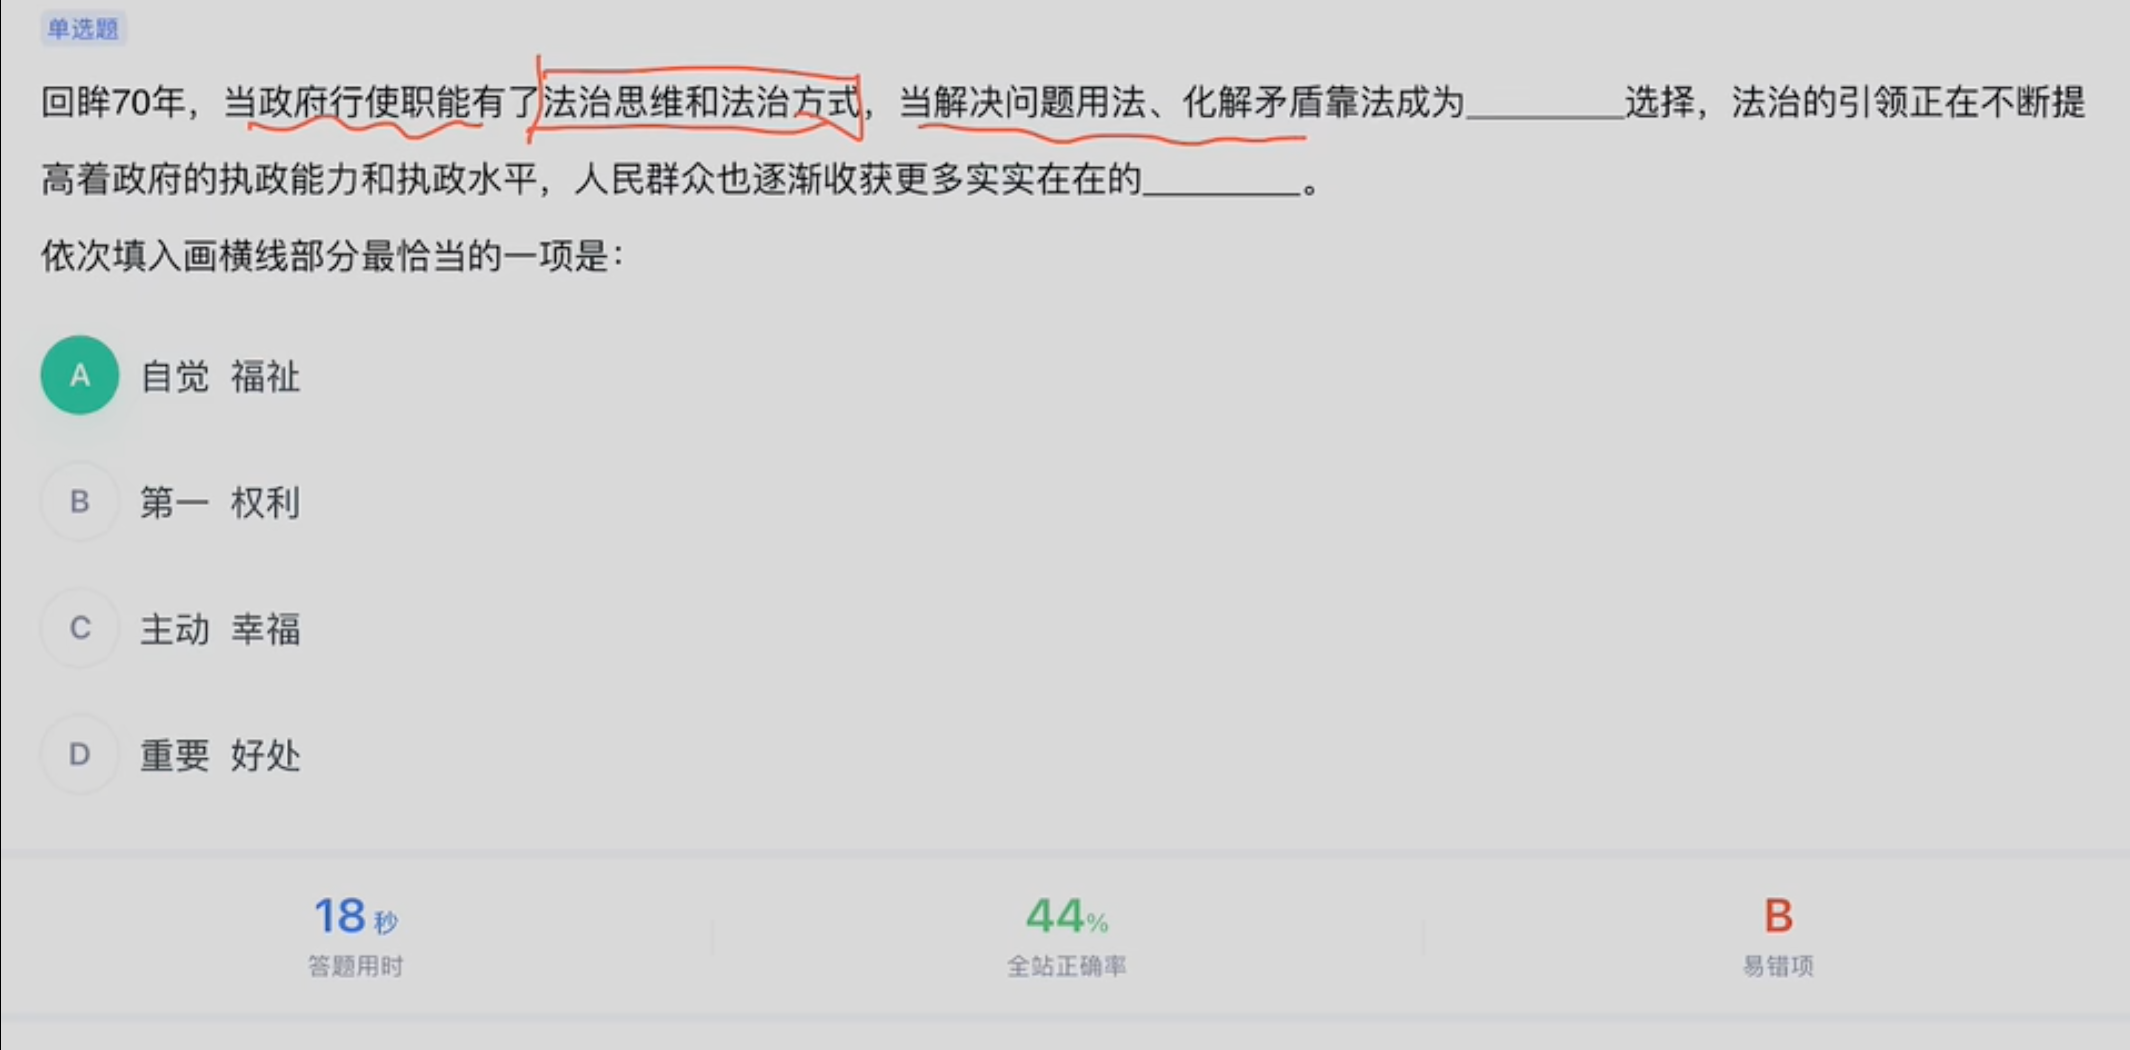 单选题
回眸70年，当政府行使职能有了法治思维和法治方式，当解决问题用法、化解矛盾靠法成为________选择，法治的引领正在不断提
高着政府的执政能力和执政水平，人民群众也逐渐收获更多实实在在的________。
依次填入画横线部分最恰当的一项是：
A 自觉 福祉
B 第一 权利
C 主动 幸福
D 重要 好处
18秒 44% B
答题用时 全站正确率 易错项